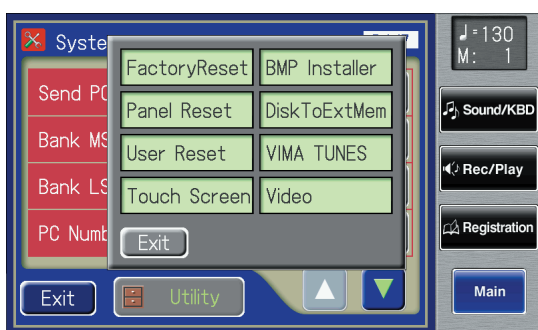 Syste
♩=130
M: 1
FactoryReset BMP Installer
Send PC
Panel Reset DiskToExtMem
Sound/KBD
Bank MS
User Reset VIMA TUNES
Rec/Play
Bank LS
Touch Screen Video
PC Numb
Exit
Registration
Exit Utility
Main